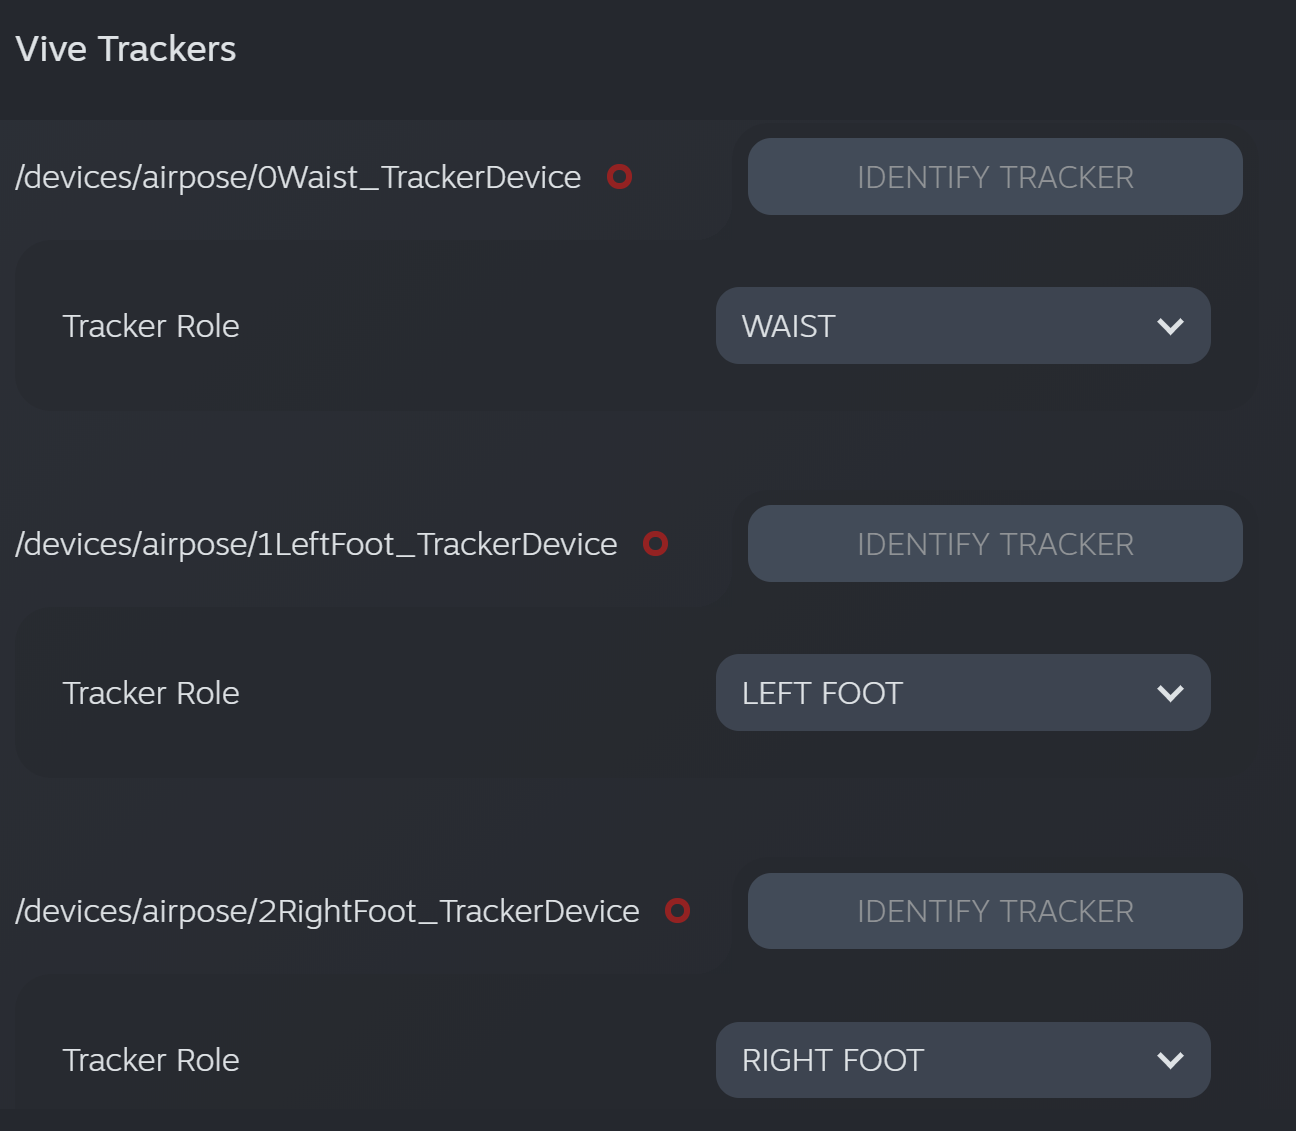 Vive Trackers
/devices/airpose/0Waist_TrackerDevice
IDENTIFY TRACKER
Tracker Role
WAIST
/devices/airpose/1LeftFoot_TrackerDevice
IDENTIFY TRACKER
Tracker Role
LEFT FOOT
/devices/airpose/2RightFoot_TrackerDevice
IDENTIFY TRACKER
Tracker Role
RIGHT FOOT